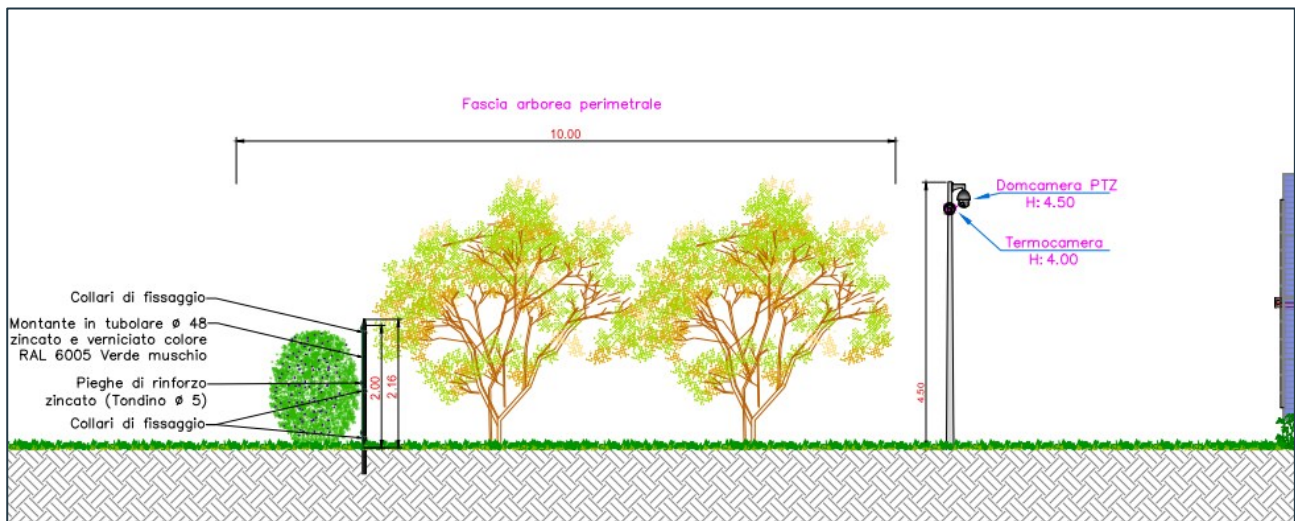 Fascia arborea perimetrale
10.00
Domcamera PTZ
H: 4.50
Termocamera
H: 4.00
Collari di fissaggio
Montante in tubolare ø 48
zincato e verniciato colore
RAL 6005 Verde muschio
Pieghe di rinforzo
zincato (Tondino ø 5)
Collari di fissaggio
2.00
2.16
4.50